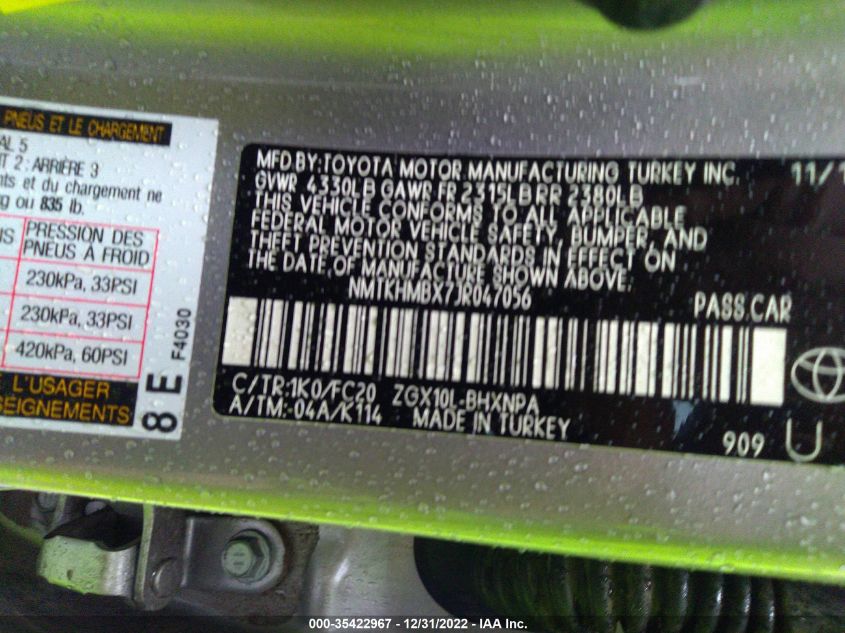 PNEUS ET LE CHARGEMENT
AL 5
T 2 : ARRIÈRE 3
nts et du chargement ne
g ou 835 lb.
IS PRESSION DES
PNEUS À FROID
230kPa, 33PSI
230kPa, 33PSI
420kPa, 60PSI
L'USAGER
SEIGNEMENTS
8 E F4030
MFD BY: TOYOTA MOTOR MANUFACTURING TURKEY INC. 11/1
GVWR 4330LB GAWR FR 2315LB RR 2380LB
THIS VEHICLE CONFORMS TO ALL APPLICABLE
FEDERAL MOTOR VEHICLE SAFETY, BUMPER, AND
THEFT PREVENTION STANDARDS IN EFFECT ON
THE DATE OF MANUFACTURE SHOWN ABOVE.
NMTKHMBX7JR047056 PASS.CAR
C/TR:1K0/FC20 ZGX10L-BHXNPA
A/TM:-04A/K114 MADE IN TURKEY
909 U
000-35422967 - 12/31/2022 - IAA Inc.